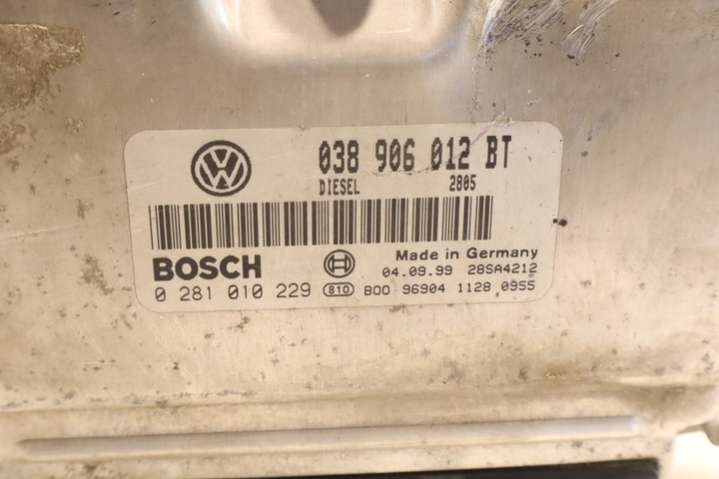 038 906 012 BT
DIESEL 2805
BOSCH Made in Germany
04.09.99 28SA4212
0 281 010 229 810 B00 96904 1128 0955